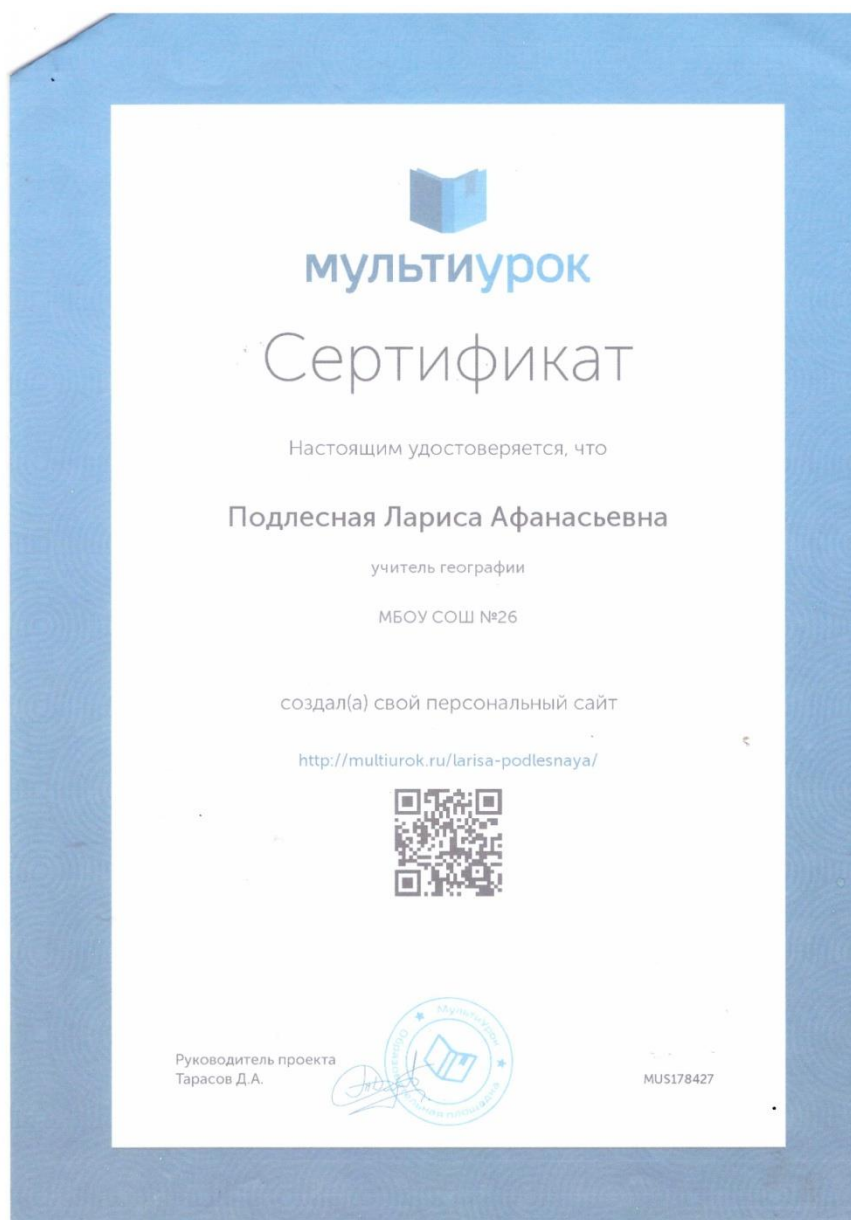 мультиурок
Сертификат
Настоящим удостоверяется, что
Подлесная Лариса Афанасьевна
учитель географии
МБОУ СОШ №26
создал(а) свой персональный сайт
http://multiurok.ru/larisa-podlesnaya/
Руководитель проекта
Тарасов Д.А.
МультиУрок
MUS178427